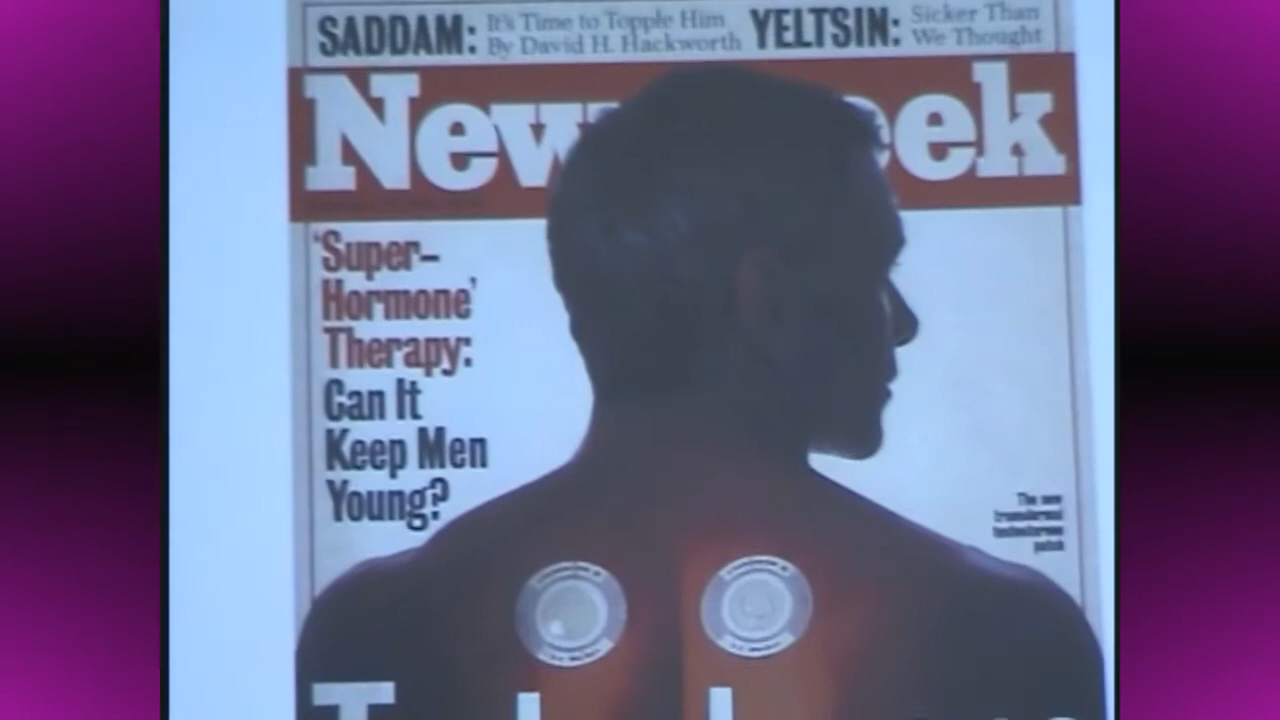 SADDAM: It's Time to Topple Him
By David H. Hackworth
YELTSIN: Sicker Than
We Thought
News eek
'Super-
Hormone'
Therapy:
Can It
Keep Men
Young?
The new
transdermal
testosterone
patch